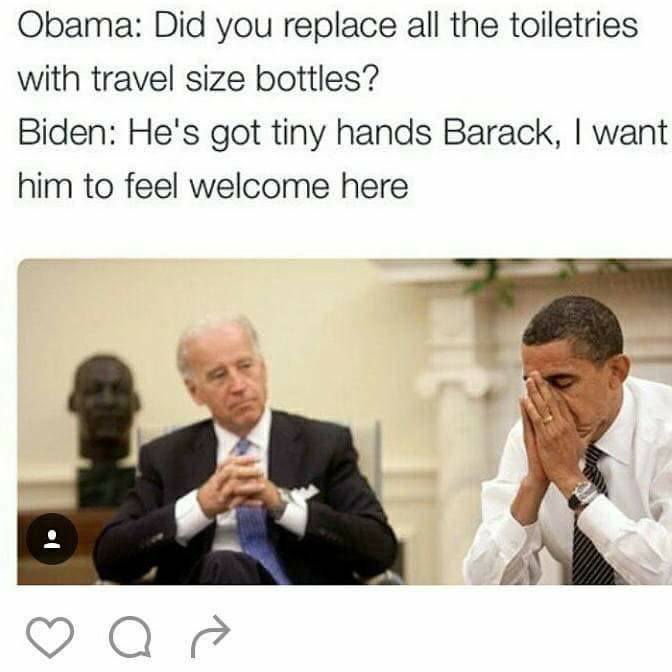 Obama: Did you replace all the toiletries
with travel size bottles?
Biden: He's got tiny hands Barack, I want
him to feel welcome here